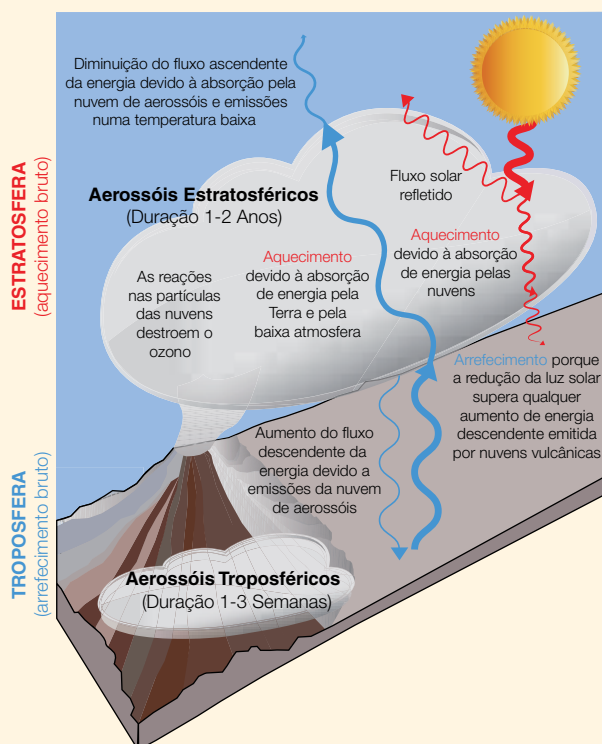 Diminuição do fluxo ascendente
da energia devido à absorção pela
nuvem de aerossóis e emissões
numa temperatura baixa
Fluxo solar
refletido
Aerossóis Estratosféricos
(Duração 1-2 Anos)
As reações
nas partículas
das nuvens
destroem o
ozono
Aquecimento
devido à absorção
de energia pela
Terra e pela
baixa atmosfera
Aquecimento
devido à absorção
de energia pelas
nuvens
Arrefecimento porque
a redução da luz solar
supera qualquer
aumento de energia
descendente emitida
por nuvens vulcânicas
Aumento do fluxo
descendente da
energia devido a
emissões da nuvem
de aerossóis
Aerossóis Troposféricos
(Duração 1-3 Semanas)
ESTRATOSFERA
(aquecimento bruto)
TROPOSFERA
(arrefecimento bruto)